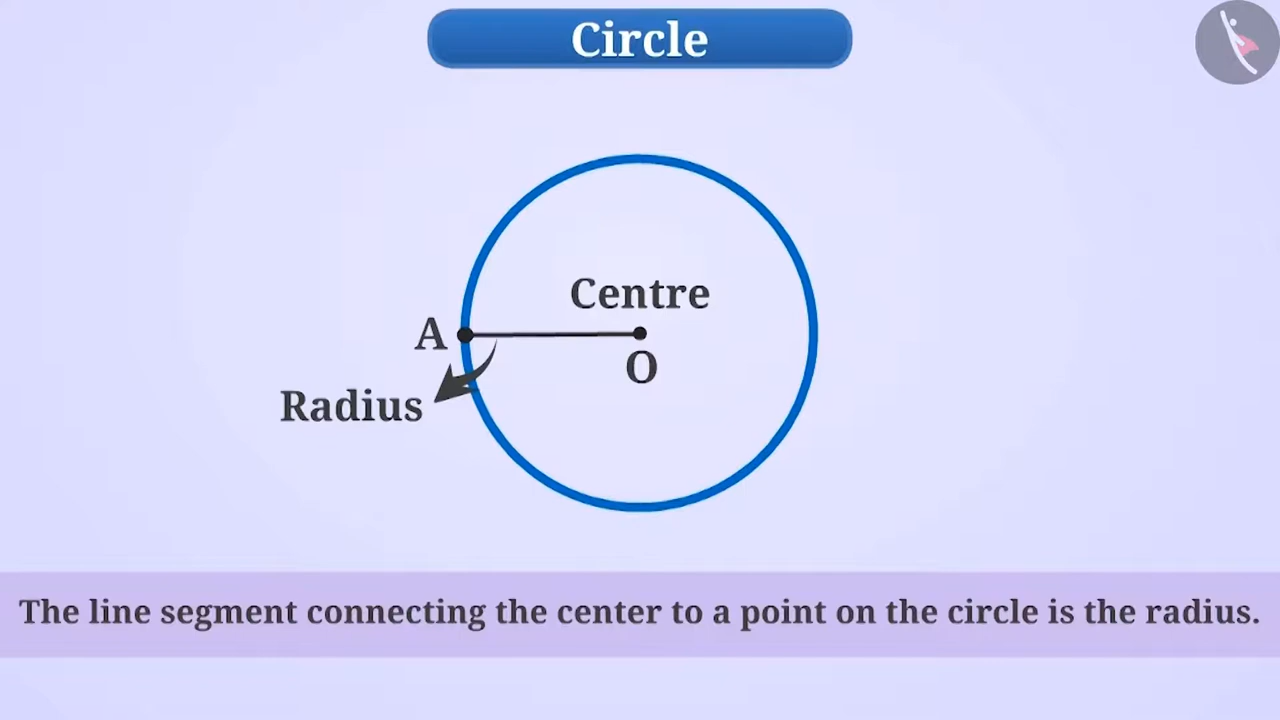 Circle
Centre
A
O
Radius
The line segment connecting the center to a point on the circle is the radius.